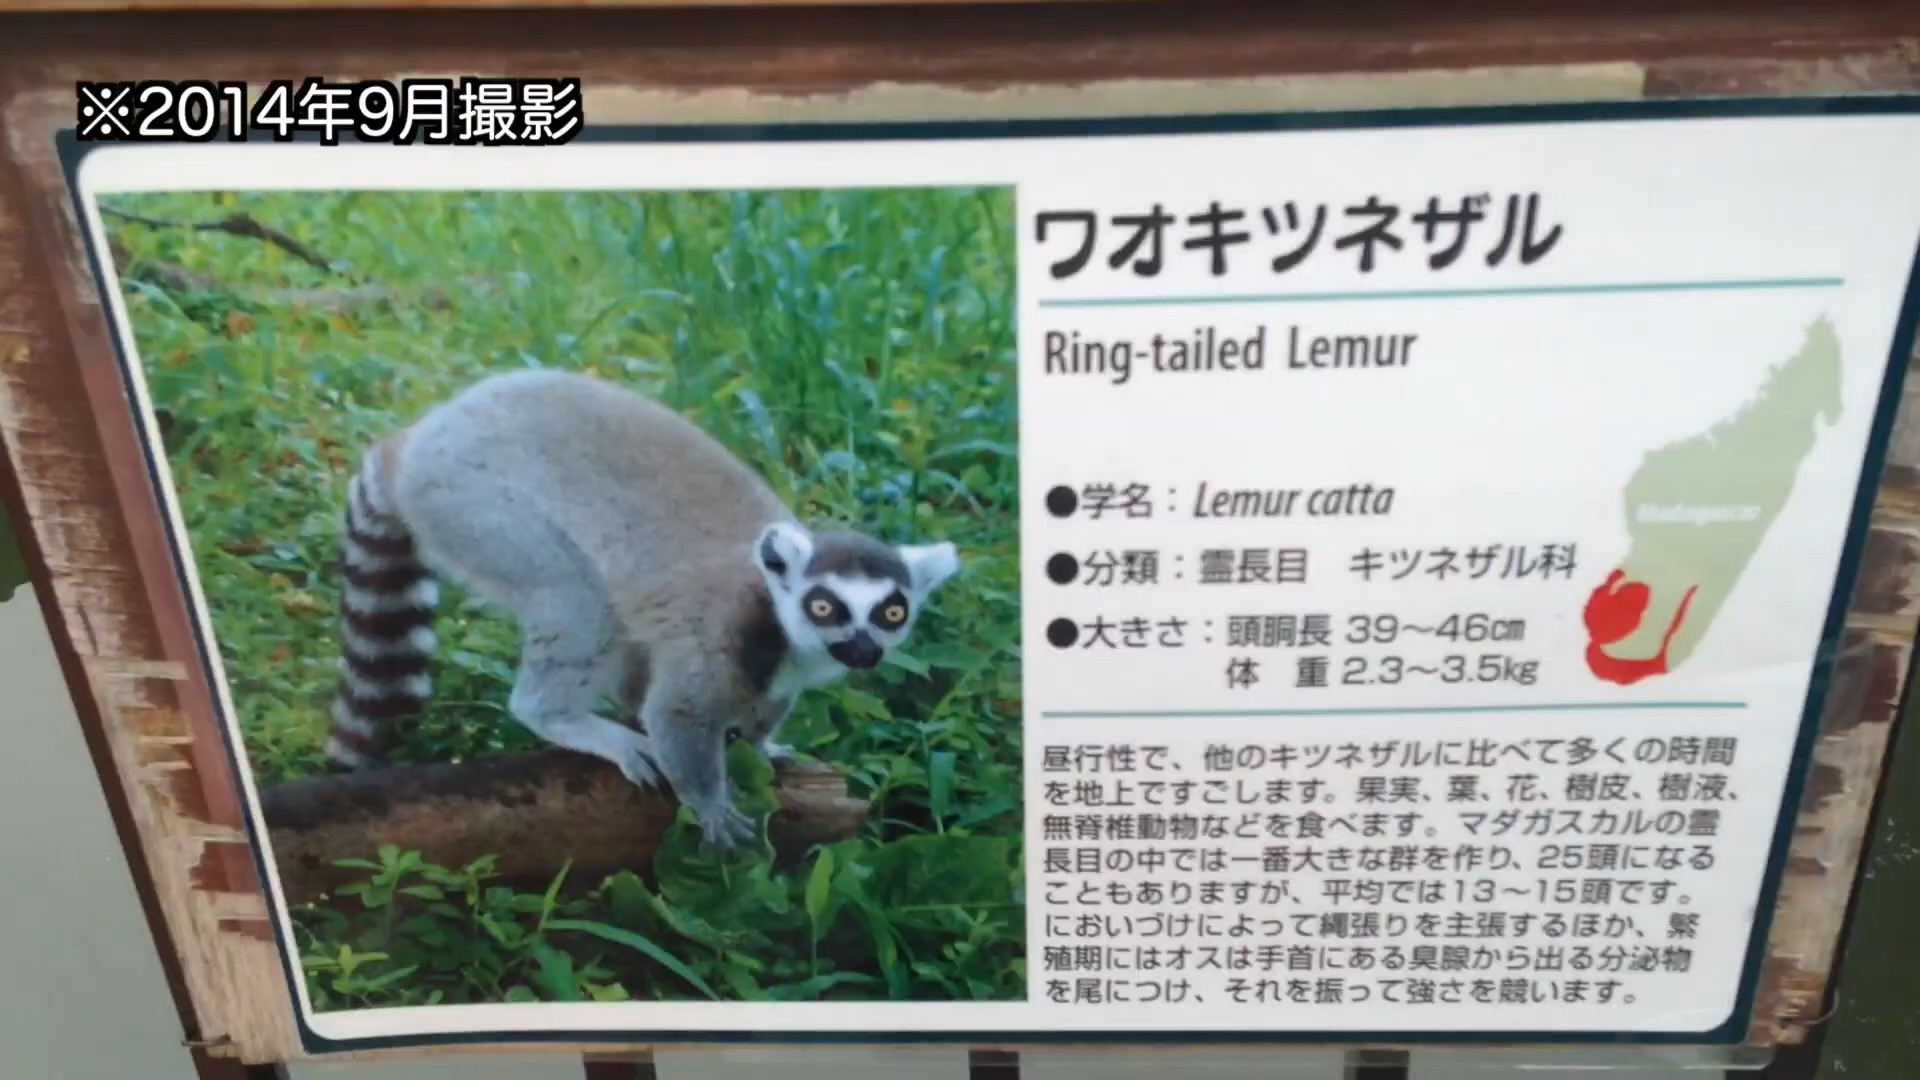 ※2014年9月撮影
ワオキツネザル
Ring-tailed Lemur
●学名：Lemur catta
●分類：霊長目　キツネザル科
●大きさ：頭胴長 39～46㎝
体　重 2.3～3.5kg
Madagascar
昼行性で、他のキツネザルに比べて多くの時間
を地上ですごします。果実、葉、花、樹皮、樹液、
無脊椎動物などを食べます。マダガスカルの霊
長目の中では一番大きな群を作り、25頭になる
こともありますが、平均では13～15頭です。
においづけによって縄張りを主張するほか、繁
殖期にはオスは手首にある臭腺から出る分泌物
を尾につけ、それを振って強さを競います。